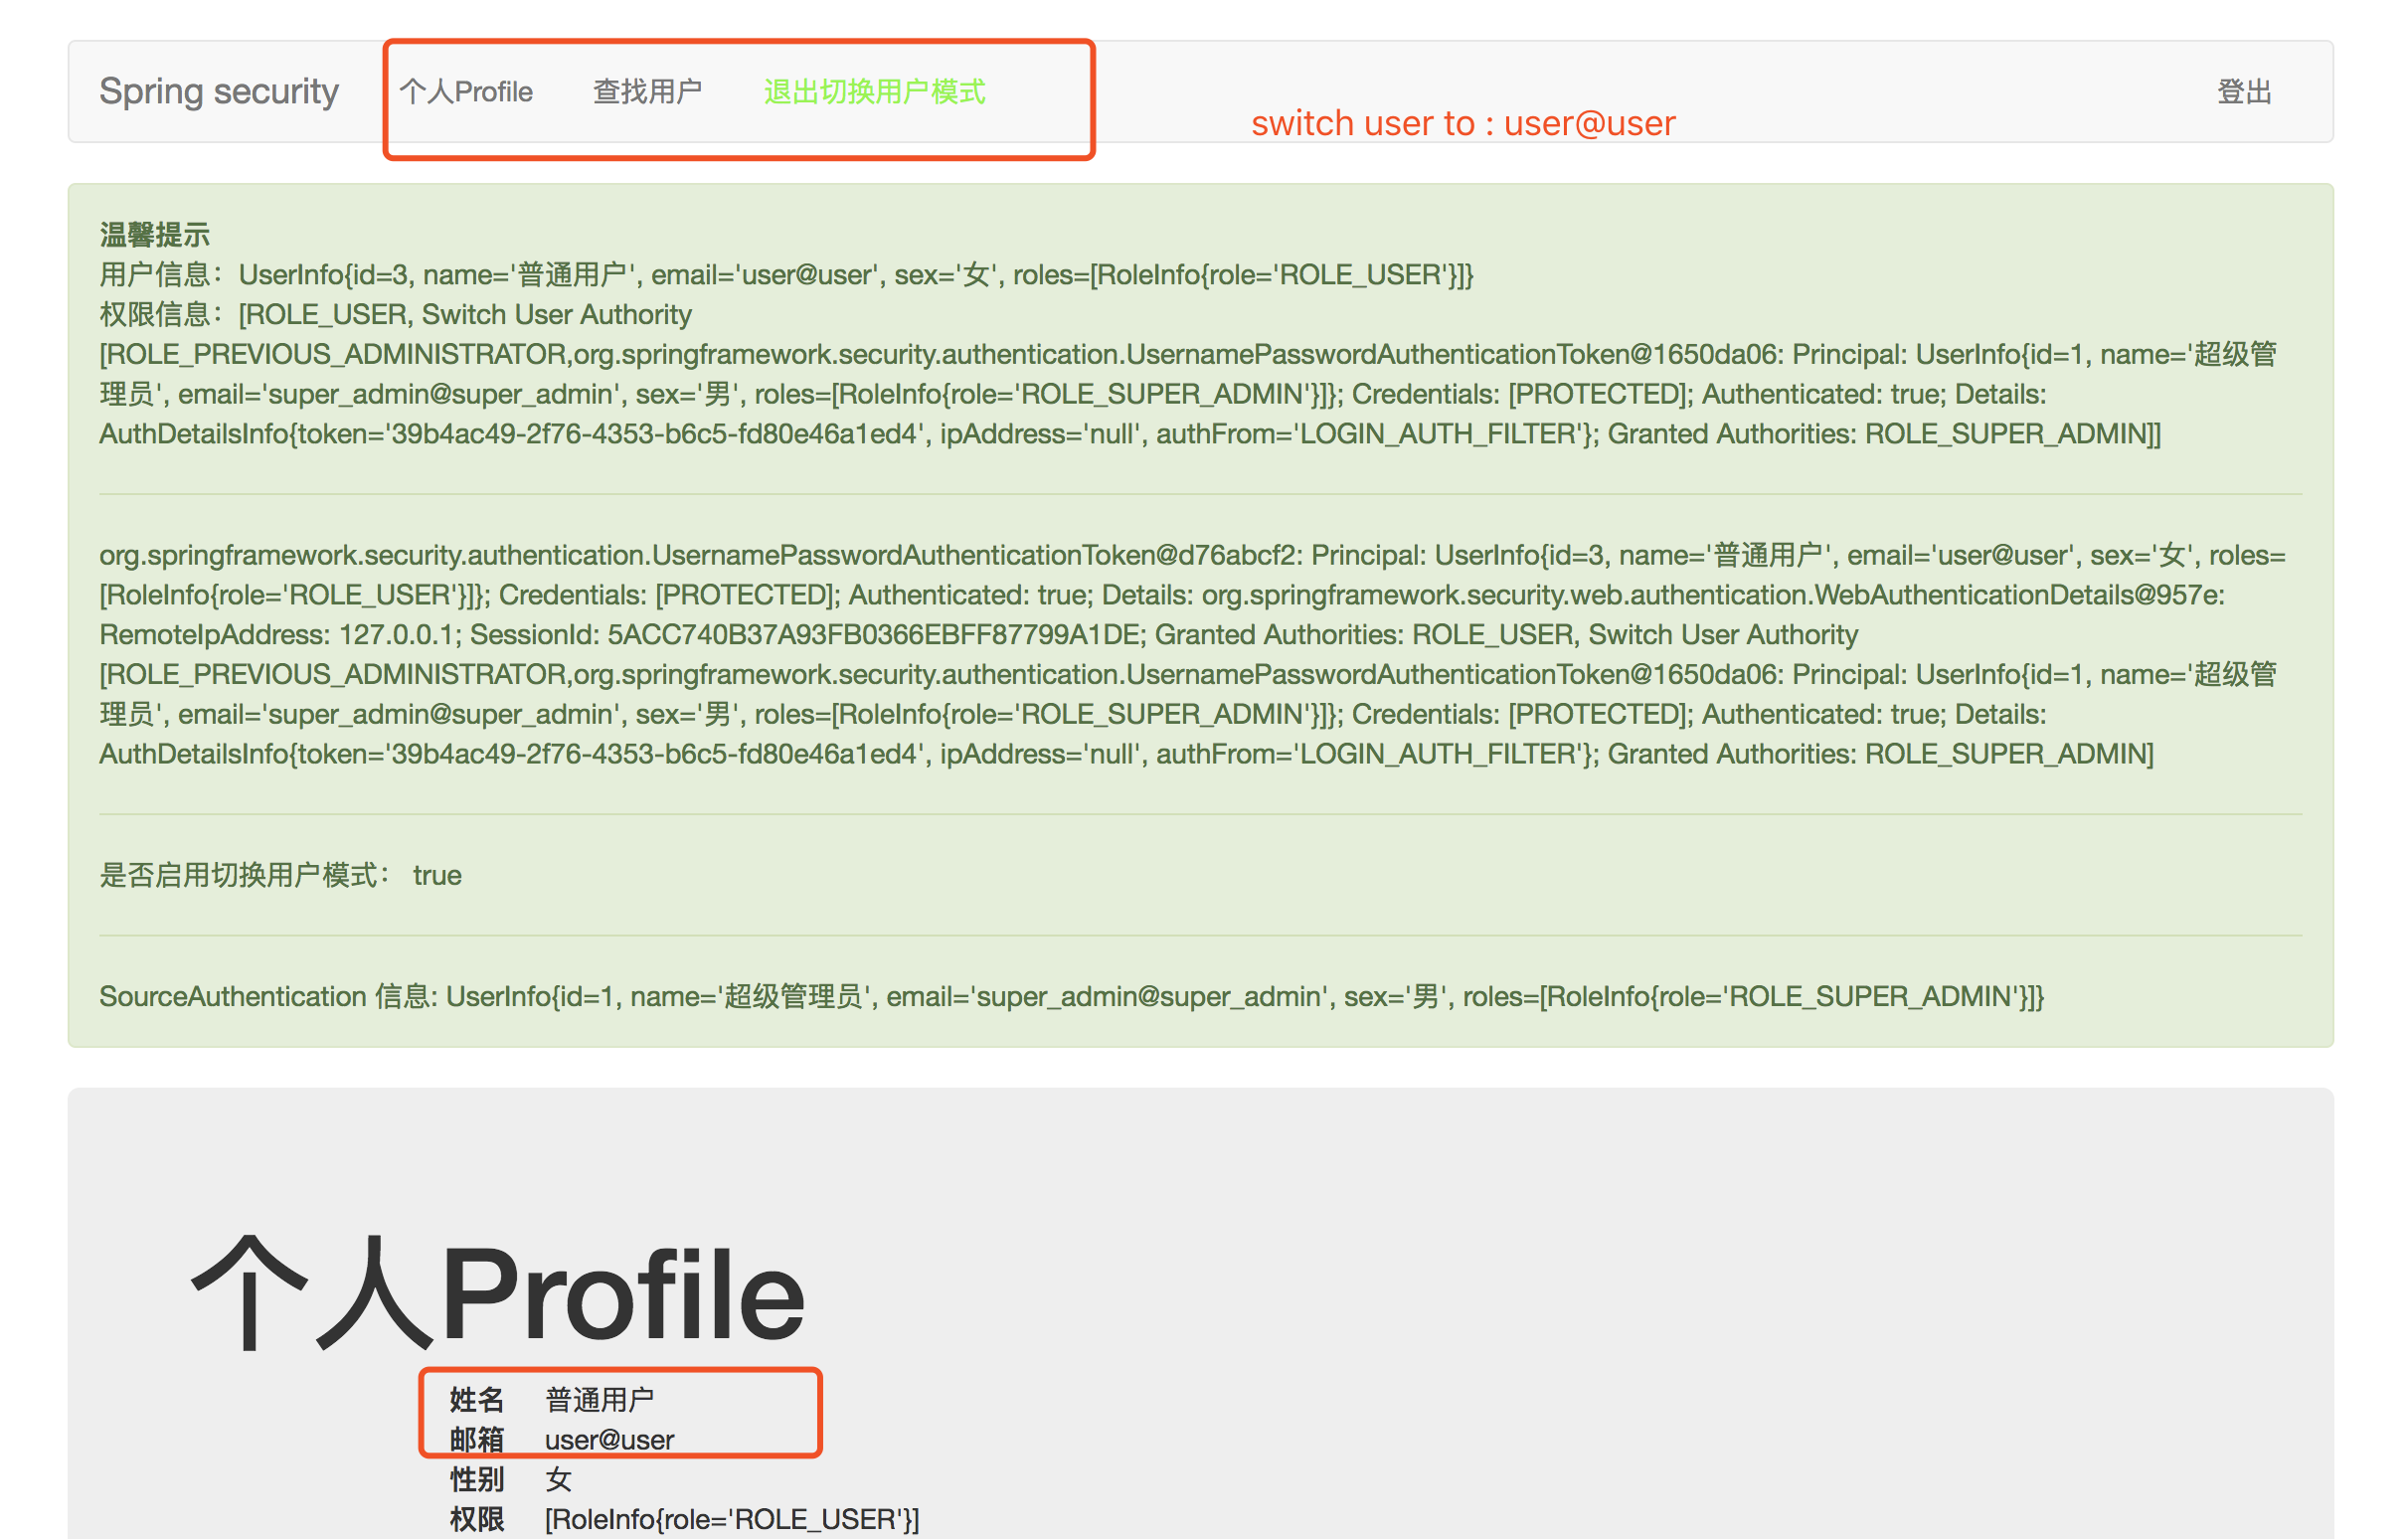 Spring security 个人Profile 查找用户 退出切换用户模式 登出
switch user to : user@user
温馨提示
用户信息：UserInfo{id=3, name='普通用户', email='user@user', sex='女', roles=[RoleInfo{role='ROLE_USER'}]}
权限信息：[ROLE_USER, Switch User Authority
[ROLE_PREVIOUS_ADMINISTRATOR,org.springframework.security.authentication.UsernamePasswordAuthenticationToken@1650da06: Principal: UserInfo{id=1, name='超级管
理员', email='super_admin@super_admin', sex='男', roles=[RoleInfo{role='ROLE_SUPER_ADMIN'}]}; Credentials: [PROTECTED]; Authenticated: true; Details:
AuthDetailsInfo{token='39b4ac49-2f76-4353-b6c5-fd80e46a1ed4', ipAddress='null', authFrom='LOGIN_AUTH_FILTER'}; Granted Authorities: ROLE_SUPER_ADMIN]]
org.springframework.security.authentication.UsernamePasswordAuthenticationToken@d76abcf2: Principal: UserInfo{id=3, name='普通用户', email='user@user', sex='女', roles=
[RoleInfo{role='ROLE_USER'}]}; Credentials: [PROTECTED]; Authenticated: true; Details: org.springframework.security.web.authentication.WebAuthenticationDetails@957e:
RemoteIpAddress: 127.0.0.1; SessionId: 5ACC740B37A93FB0366EBFF87799A1DE; Granted Authorities: ROLE_USER, Switch User Authority
[ROLE_PREVIOUS_ADMINISTRATOR,org.springframework.security.authentication.UsernamePasswordAuthenticationToken@1650da06: Principal: UserInfo{id=1, name='超级管
理员', email='super_admin@super_admin', sex='男', roles=[RoleInfo{role='ROLE_SUPER_ADMIN'}]}; Credentials: [PROTECTED]; Authenticated: true; Details:
AuthDetailsInfo{token='39b4ac49-2f76-4353-b6c5-fd80e46a1ed4', ipAddress='null', authFrom='LOGIN_AUTH_FILTER'}; Granted Authorities: ROLE_SUPER_ADMIN]
是否启用切换用户模式： true
SourceAuthentication 信息: UserInfo{id=1, name='超级管理员', email='super_admin@super_admin', sex='男', roles=[RoleInfo{role='ROLE_SUPER_ADMIN'}]}
个人Profile
姓名 普通用户
邮箱 user@user
性别 女
权限 [RoleInfo{role='ROLE_USER'}]